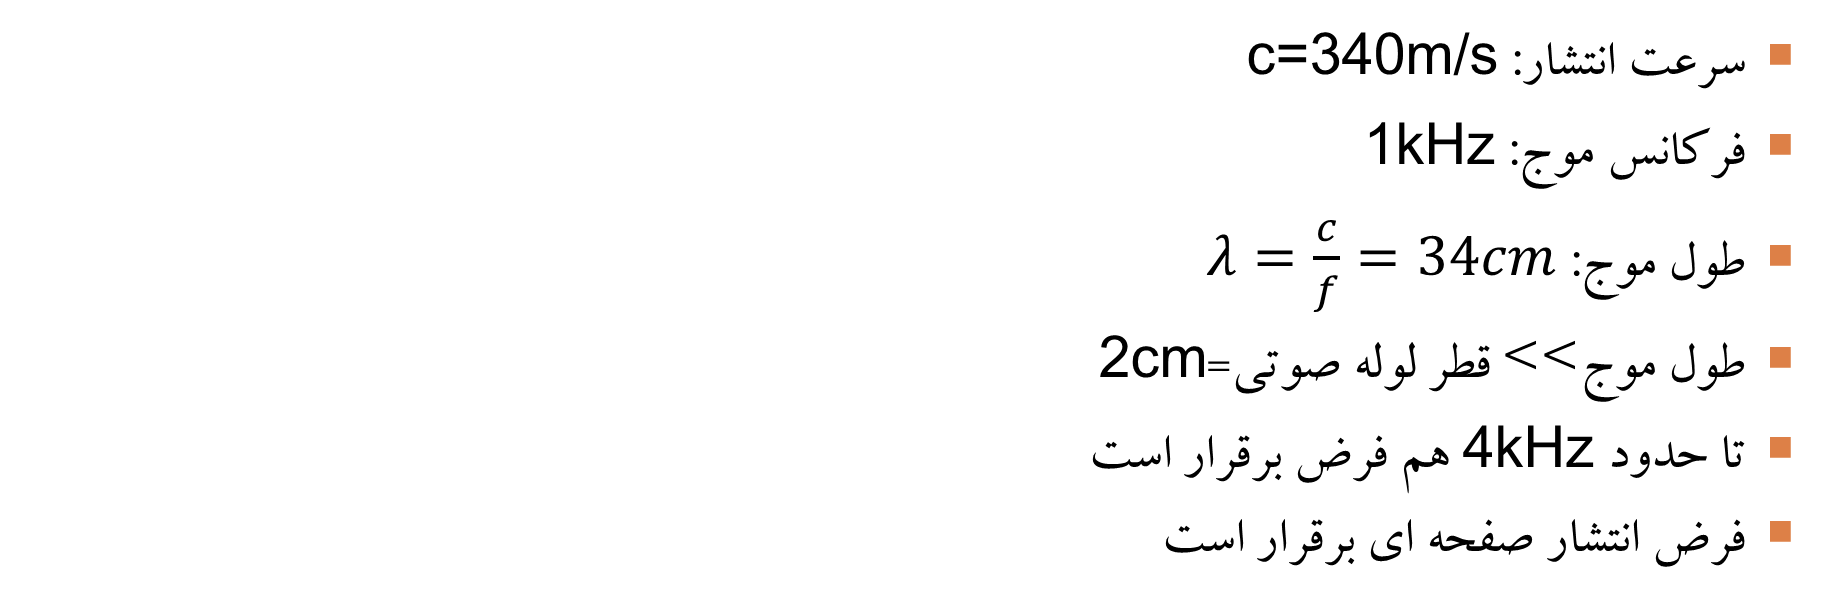 ▪ سرعت انتشار: c=340m/s
▪ فرکانس موج: 1kHz
▪ طول موج: λ = c/f = 34cm
▪ طول موج>> قطر لوله صوتی=2cm
▪ تا حدود 4kHz هم فرض برقرار است
▪ فرض انتشار صفحه ای برقرار است